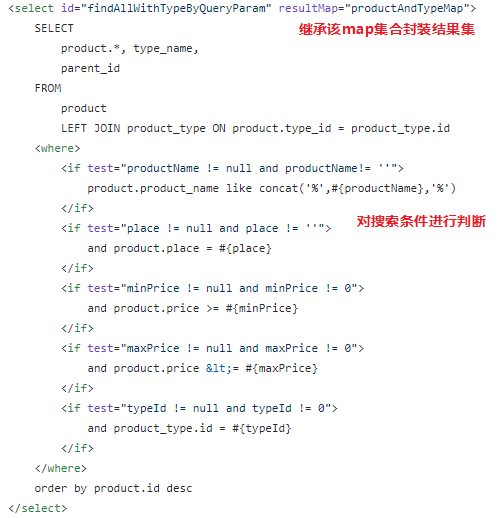 <select id="findAllWithTypeByQueryParam" resultMap="productAndTypeMap">
SELECT 继承该map集合封装结果集
product.*, type_name,
parent_id
FROM
product
LEFT JOIN product_type ON product.type_id = product_type.id
<where>
<if test="productName != null and productName!= ''">
product.product_name like concat('%',#{productName},'%')
</if>
<if test="place != null and place != ''"> 对搜索条件进行判断
and product.place = #{place}
</if>
<if test="minPrice != null and minPrice != 0">
and product.price >= #{minPrice}
</if>
<if test="maxPrice != null and maxPrice != 0">
and product.price &lt;= #{maxPrice}
</if>
<if test="typeId != null and typeId != 0">
and product_type.id = #{typeId}
</if>
</where>
order by product.id desc
</select>